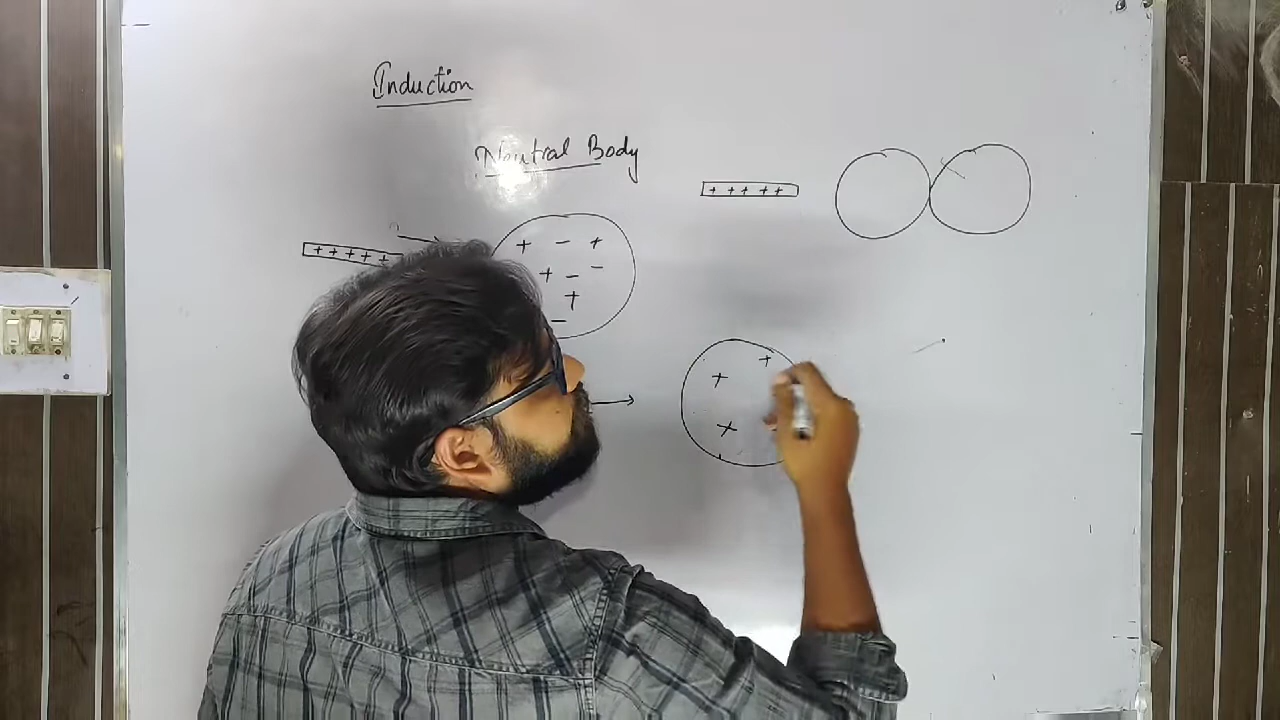 Induction
Neutral Body
+ + + + +
+ + + + +
+ - +
+ - -
+
-
+
+
+